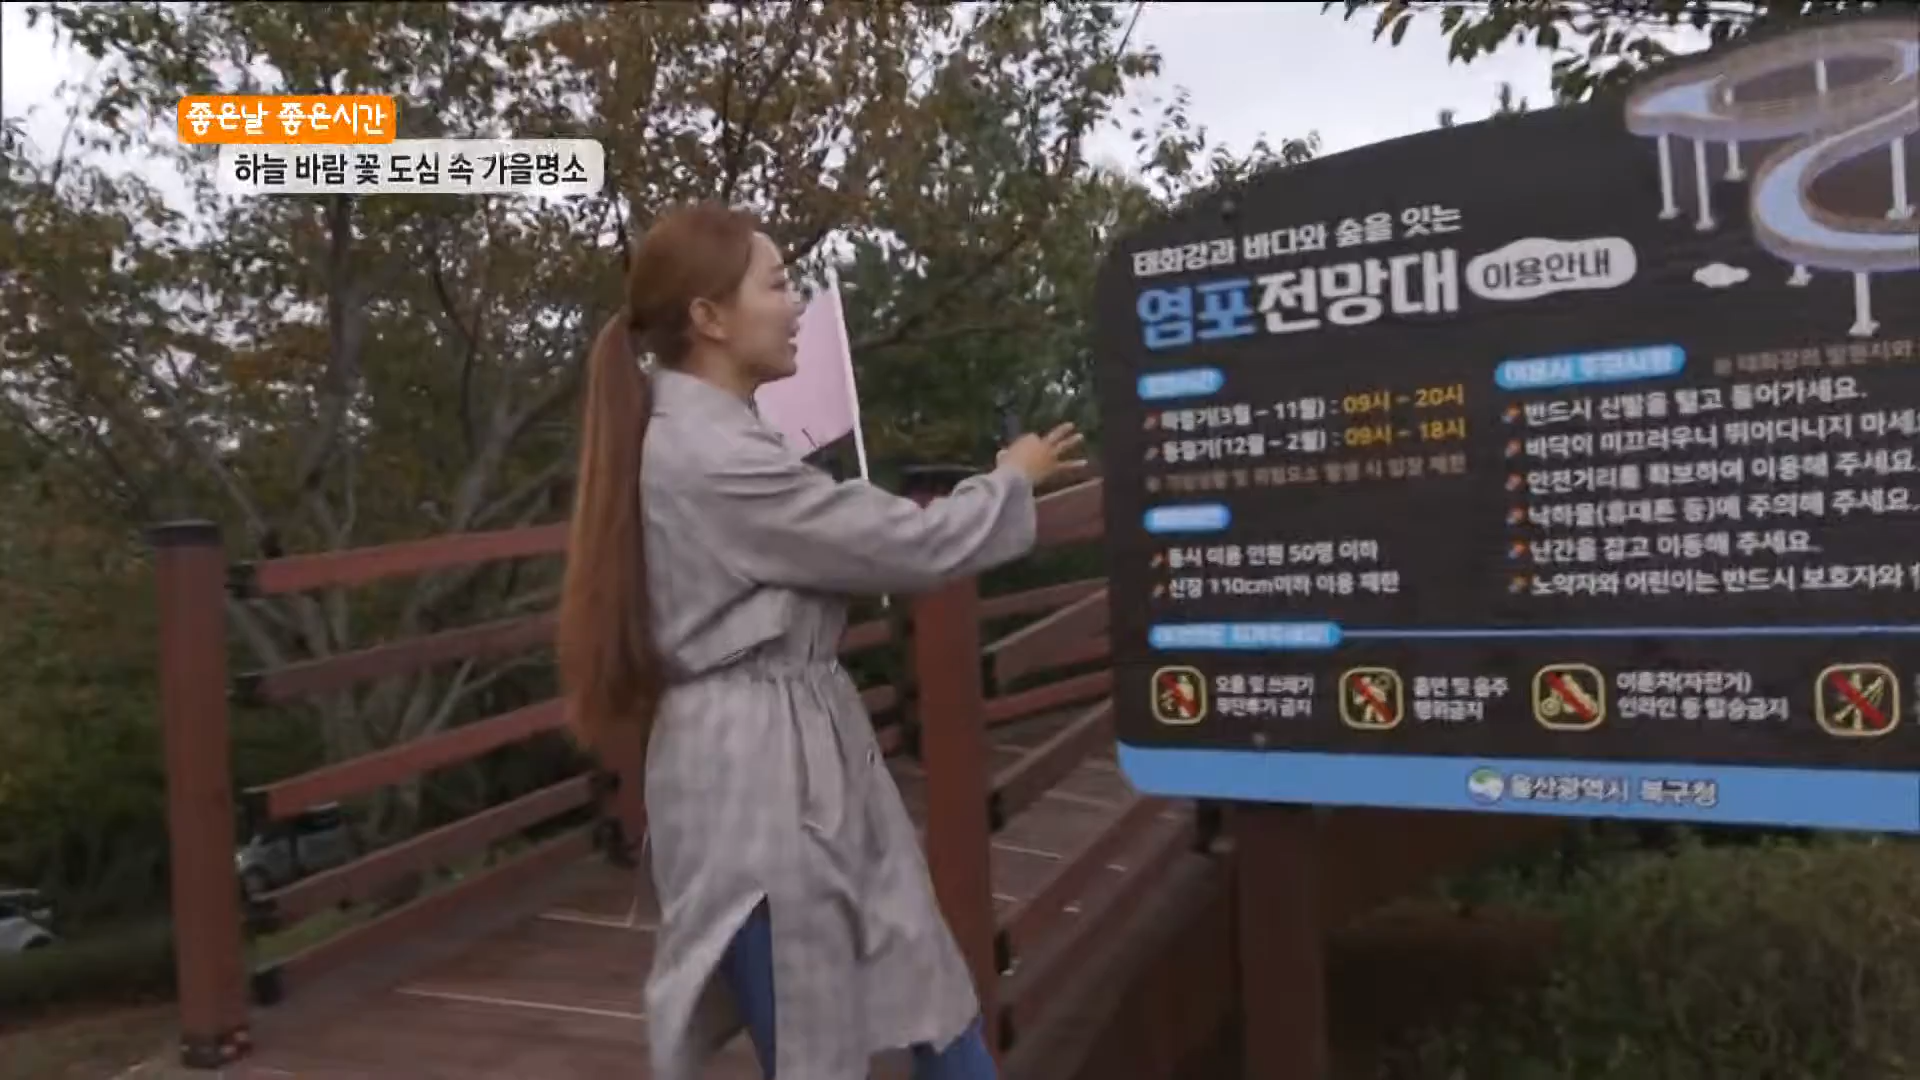 좋은날 좋은시간
하늘 바람 꽃 도심 속 가을명소
태화강과 바다와 숲을 잇는
염포전망대 이용안내
이용시 주의사항
하절기(3월 ~ 11월) : 09시 ~ 20시
동절기(12월 ~ 2월) : 09시 ~ 18시
동시 이용 인원 50명 이하
신장 110cm이하 이용 제한
반드시 신발을 털고 들어가세요.
바닥이 미끄러우니 뛰어다니지 마세요
안전거리를 확보하여 이용해 주세요.
낙하물(휴대폰 등)에 주의해 주세요.
난간을 잡고 이동해 주세요.
노약자와 어린이는 반드시 보호자와
오물 및 쓰레기
무단투기 금지
흡연 및 음주
행위금지
이륜차(자전거)
인라인 등 탑승금지
울산광역시 북구청